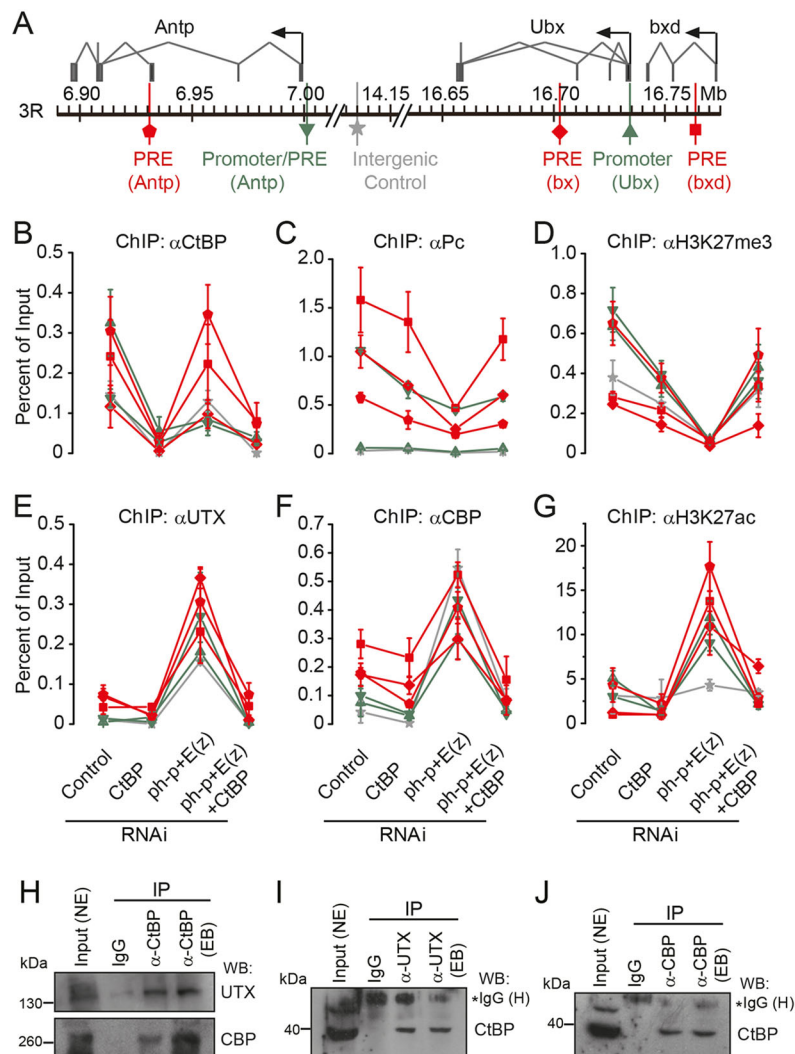 A
Antp
Ubx
bxd
6.90
6.95
7.00
14.15
16.65
16.70
16.75
Mb
3R
PRE
(Antp)
Promoter/PRE
(Antp)
Intergenic
Control
PRE
(bx)
Promoter
(Ubx)
PRE
(bxd)
B
ChIP: αCtBP
C
ChIP: αPc
D
ChIP: αH3K27me3
Percent of Input
0.5
0.4
0.3
0.2
0.1
0
2.0
1.5
1.0
0.5
0
1.0
0.8
0.6
0.4
0.2
0
E
ChIP: αUTX
F
ChIP: αCBP
G
ChIP: αH3K27ac
Percent of Input
0.5
0.4
0.3
0.2
0.1
0
0.7
0.6
0.5
0.4
0.3
0.2
0.1
0
25
20
15
10
5
0
Control
CtBP
ph-p+E(z)
ph-p+E(z)
+CtBP
RNAi
Control
CtBP
ph-p+E(z)
ph-p+E(z)
+CtBP
RNAi
Control
CtBP
ph-p+E(z)
ph-p+E(z)
+CtBP
RNAi
H
IP
Input (NE)
IgG
α-CtBP
α-CtBP
(EB)
kDa
WB:
130
UTX
260
CBP
I
IP
Input (NE)
IgG
α-UTX
α-UTX
(EB)
kDa
WB:
*IgG (H)
40
CtBP
J
IP
Input (NE)
IgG
α-CBP
α-CBP
(EB)
kDa
WB:
*IgG (H)
40
CtBP